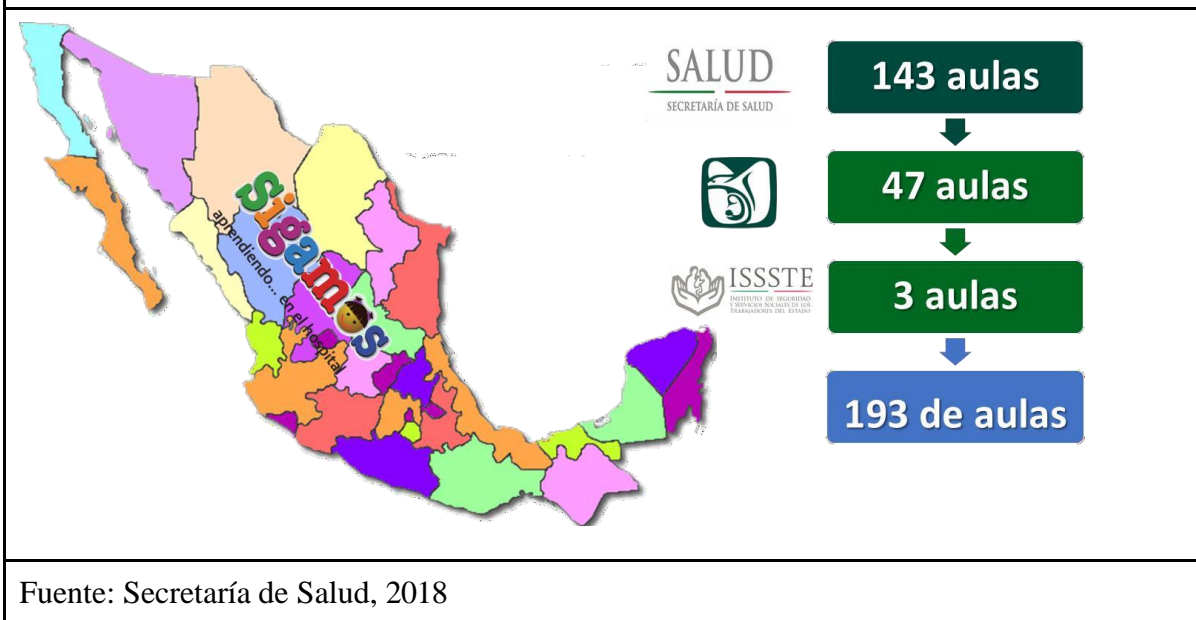 sigamos
aprendiendo... en el hospital
SALUD
SECRETARÍA DE SALUD
143 aulas
47 aulas
ISSSTE
INSTITUTO DE SEGURIDAD
Y SERVICIOS SOCIALES DE LOS
TRABAJADORES DEL ESTADO
3 aulas
193 de aulas
Fuente: Secretaría de Salud, 2018